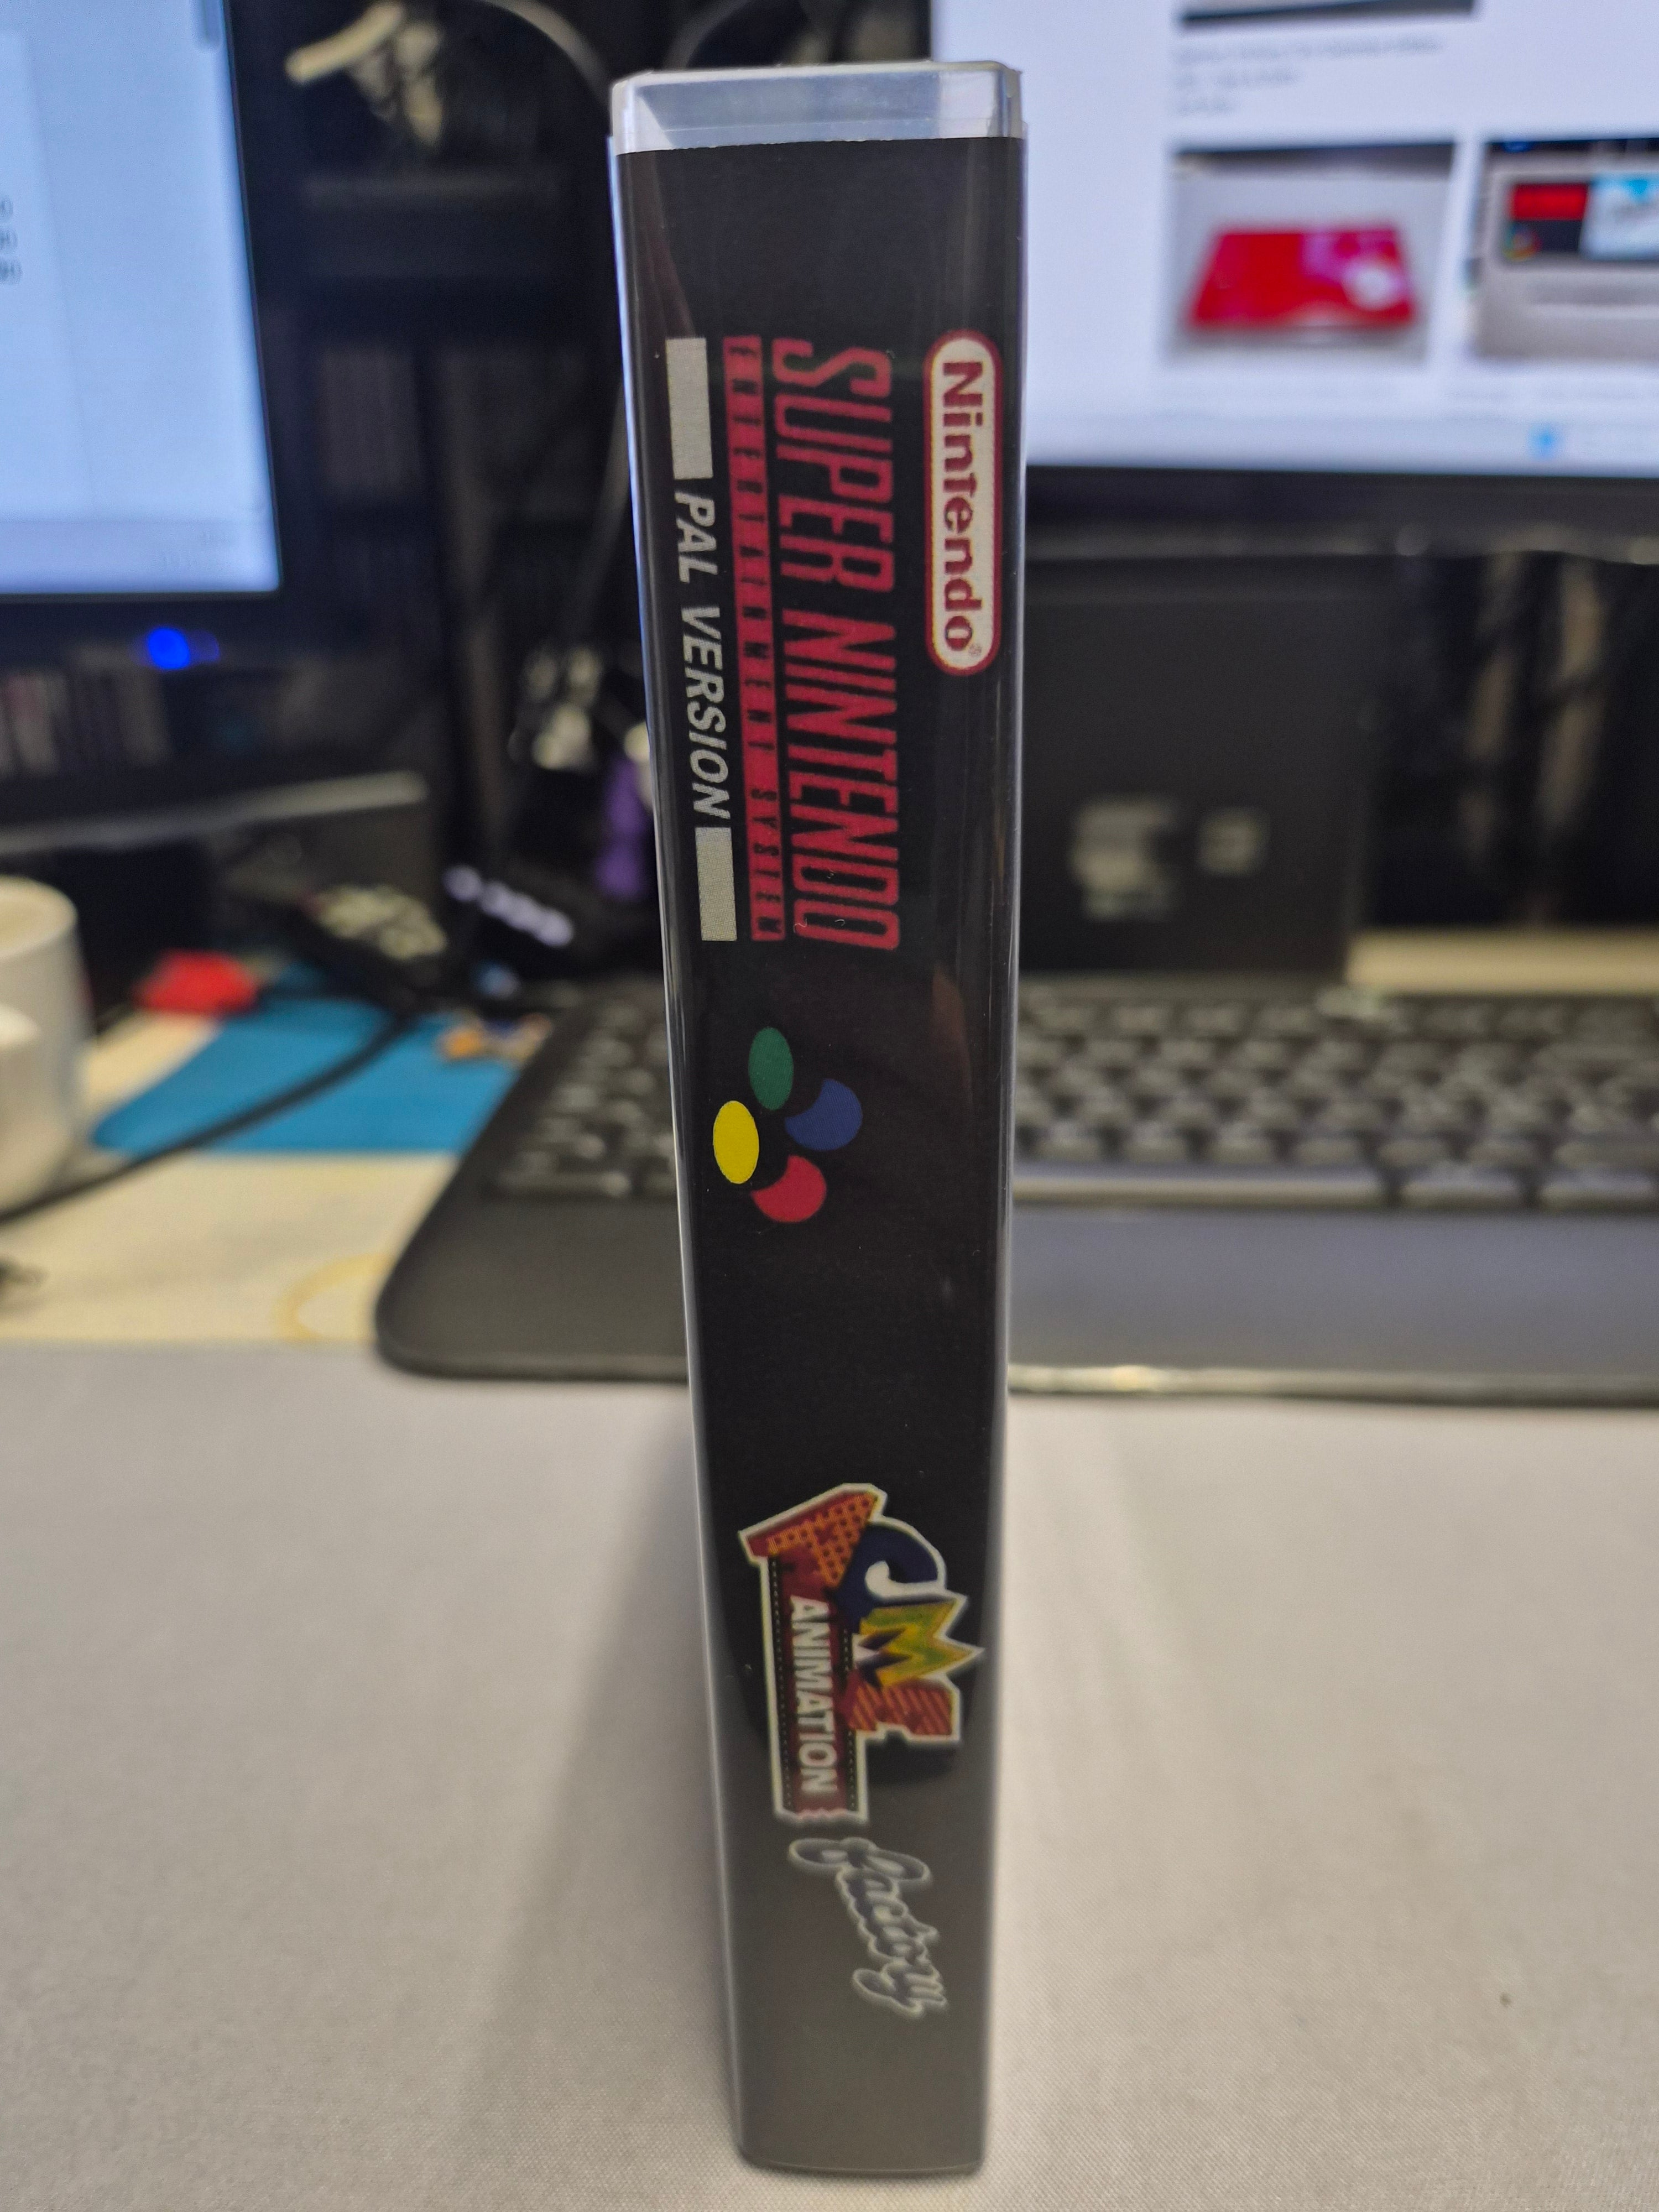 Nintendo®
SUPER NINTENDO
ENTERTAINMENT SYSTEM
PAL VERSION
ACME
ANIMATION
factory